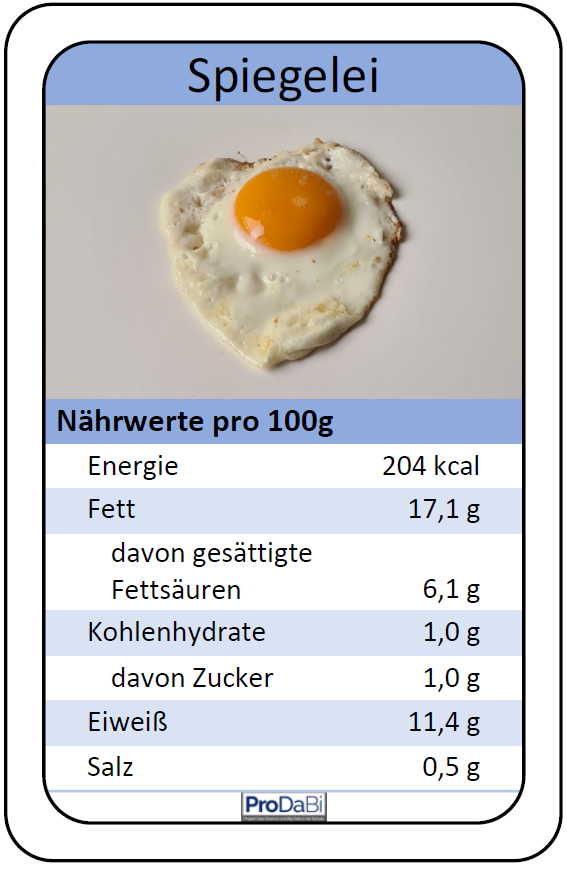 Spiegelei
Nährwerte pro 100g
Energie 204 kcal
Fett 17,1 g
davon gesättigte
Fettsäuren 6,1 g
Kohlenhydrate 1,0 g
davon Zucker 1,0 g
Eiweiß 11,4 g
Salz 0,5 g
ProDaBi